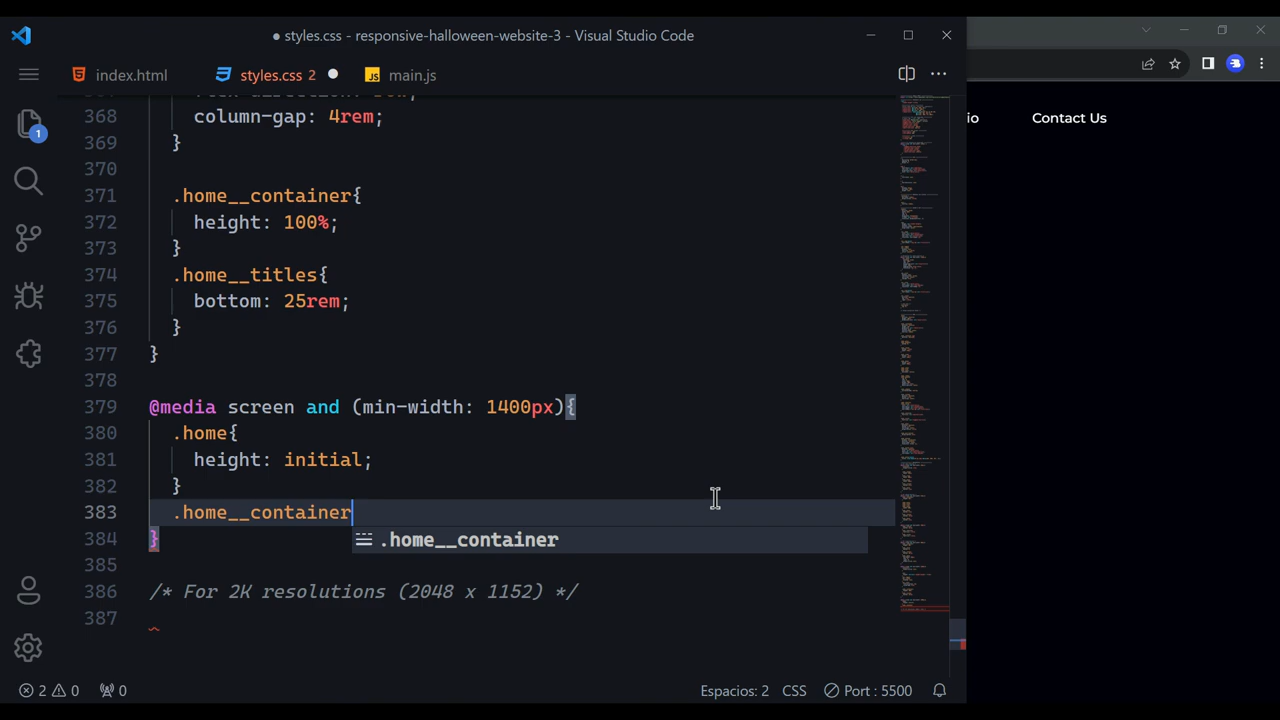 styles.css - responsive-halloween-website-3 - Visual Studio Code
index.html
styles.css 2
main.js
368 column-gap: 4rem;
369 }
370
371 .home__container{
372 height: 100%;
373 }
374 .home__titles{
375 bottom: 25rem;
376 }
377 }
378
379 @media screen and (min-width: 1400px){
380 .home{
381 height: initial;
382 }
383 .home__container
384 }
.home__container
385
386 /* For 2K resolutions (2048 x 1152) */
387
1
JS
io
Contact Us
2 0
0
Espacios: 2
CSS
Port : 5500